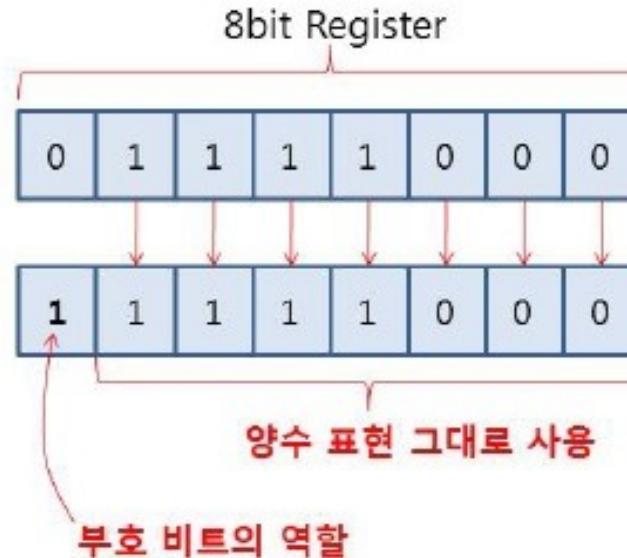 8bit Register
0 1 1 1 1 0 0 0
1 1 1 1 1 0 0 0
양수 표현 그대로 사용
부호 비트의 역할